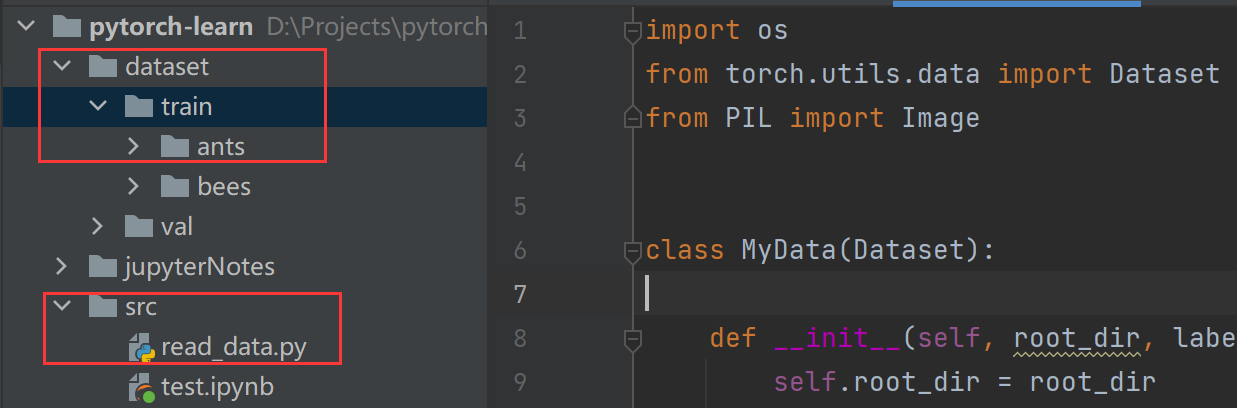 pytorch-learn D:\Projects\pytorch
dataset
train
ants
bees
val
jupyterNotes
src
read_data.py
test.ipynb
1 import os
2 from torch.utils.data import Dataset
3 from PIL import Image
4
5
6 class MyData(Dataset):
7
8 def __init__(self, root_dir, labe
9 self.root_dir = root_dir